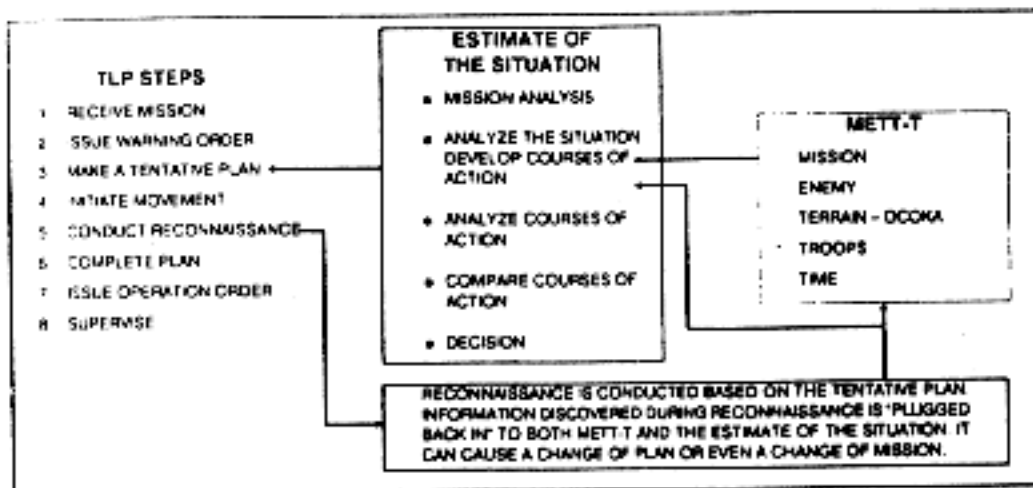 TLP STEPS
1 RECEIVE MISSION
2 ISSUE WARNING ORDER
3 MAKE A TENTATIVE PLAN
4 INITIATE MOVEMENT
5 CONDUCT RECONNAISSANCE
6 COMPLETE PLAN
7 ISSUE OPERATION ORDER
8 SUPERVISE
ESTIMATE OF
THE SITUATION
• MISSION ANALYSIS
• ANALYZE THE SITUATION
DEVELOP COURSES OF
ACTION
• ANALYZE COURSES OF
ACTION
• COMPARE COURSES OF
ACTION
• DECISION
METT-T
MISSION
ENEMY
TERRAIN – OCOKA
TROOPS
TIME
RECONNAISSANCE IS CONDUCTED BASED ON THE TENTATIVE PLAN.
INFORMATION DISCOVERED DURING RECONNAISSANCE IS "PLUGGED
BACK IN" TO BOTH METT-T AND THE ESTIMATE OF THE SITUATION. IT
CAN CAUSE A CHANGE OF PLAN OR EVEN A CHANGE OF MISSION.